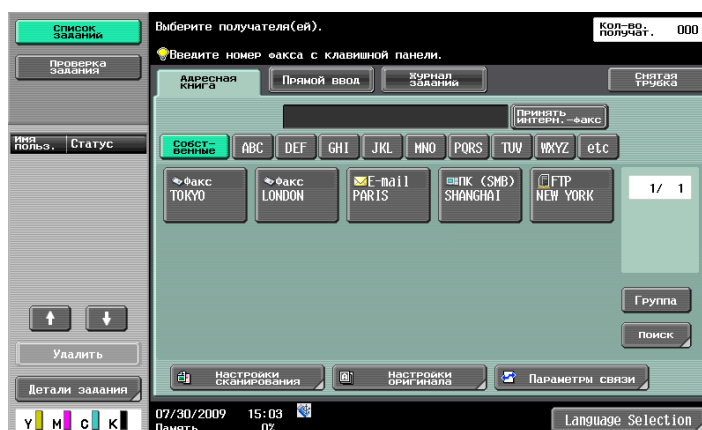 Список
заданий
Проверка
задания
Имя
польз.
Статус
Удалить
Детали задания
Y M C K
Выберите получателя(ей).
Введите номер факса с клавишной панели.
Кол-во.
получат. 000
Адресная
книга
Прямой ввод
Журнал
заданий
Снятая
трубка
Принять
интерн.-факс
Собст-
венные
ABC DEF GHI JKL MNO PQRS TUV WXYZ etc
Факс
TOKYO
Факс
LONDON
E-mail
PARIS
ПК (SMB)
SHANGHAI
FTP
NEW YORK
1/ 1
Группа
Поиск
Настройки
сканирования
Настройки
оригинала
Параметры связи
07/30/2009 15:03
Память 0%
Language Selection